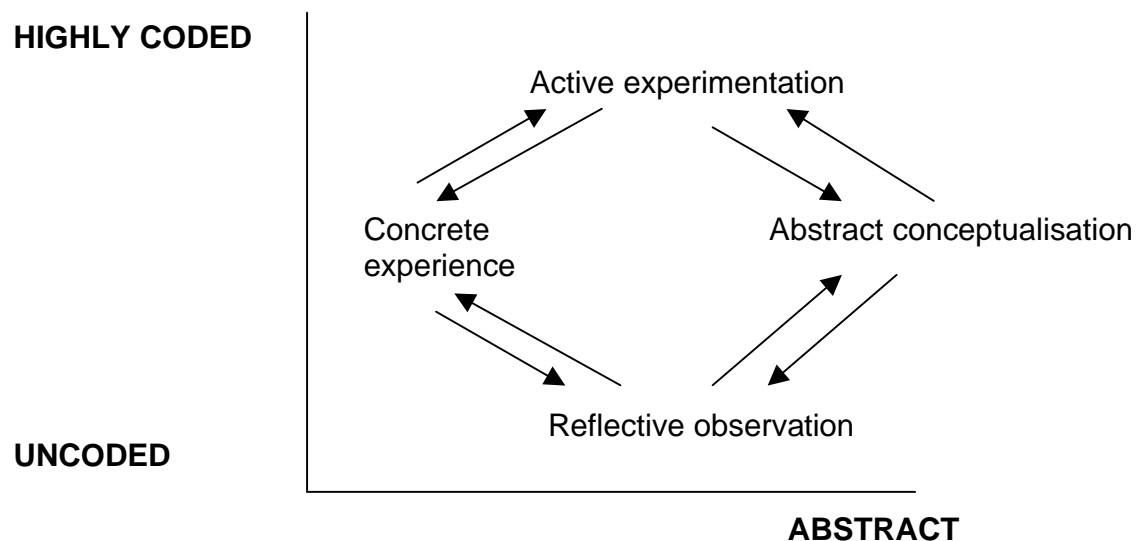 HIGHLY CODED
Active experimentation
Concrete
experience
Abstract conceptualisation
Reflective observation
UNCODED
ABSTRACT